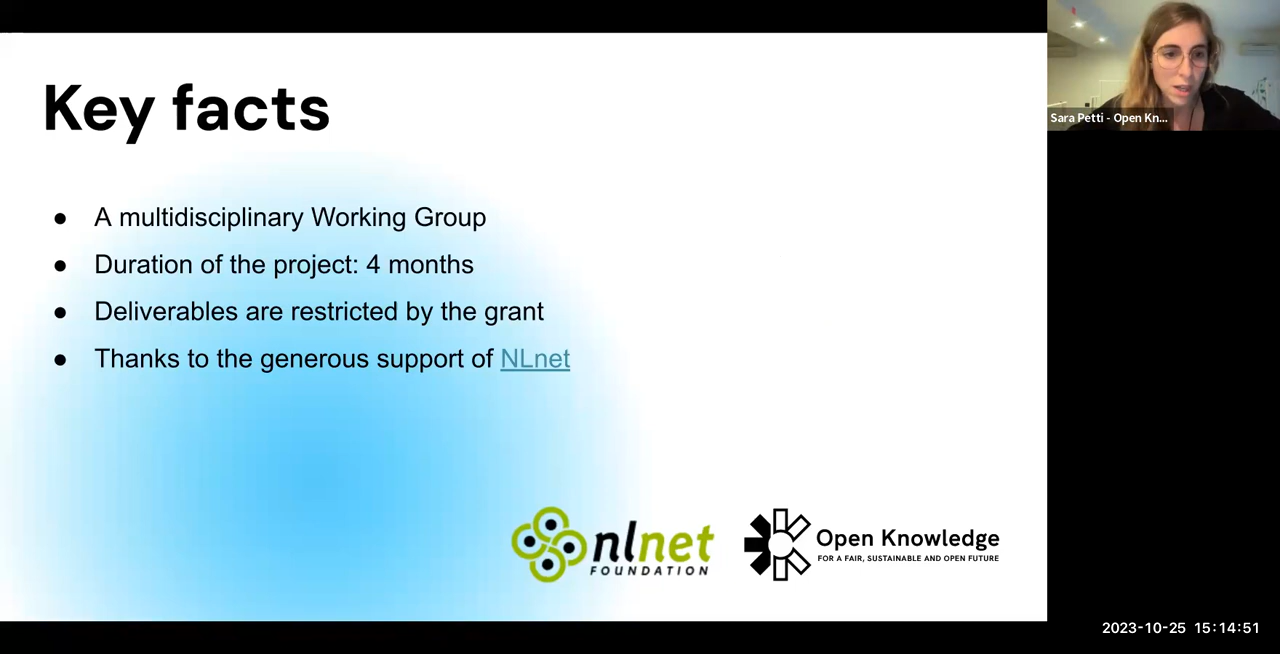 Key facts
● A multidisciplinary Working Group
● Duration of the project: 4 months
● Deliverables are restricted by the grant
● Thanks to the generous support of NLnet
nlnet
FOUNDATION
Open Knowledge
FOR A FAIR, SUSTAINABLE AND OPEN FUTURE
Sara Petti - Open Kn...
2023-10-25 15:14:51